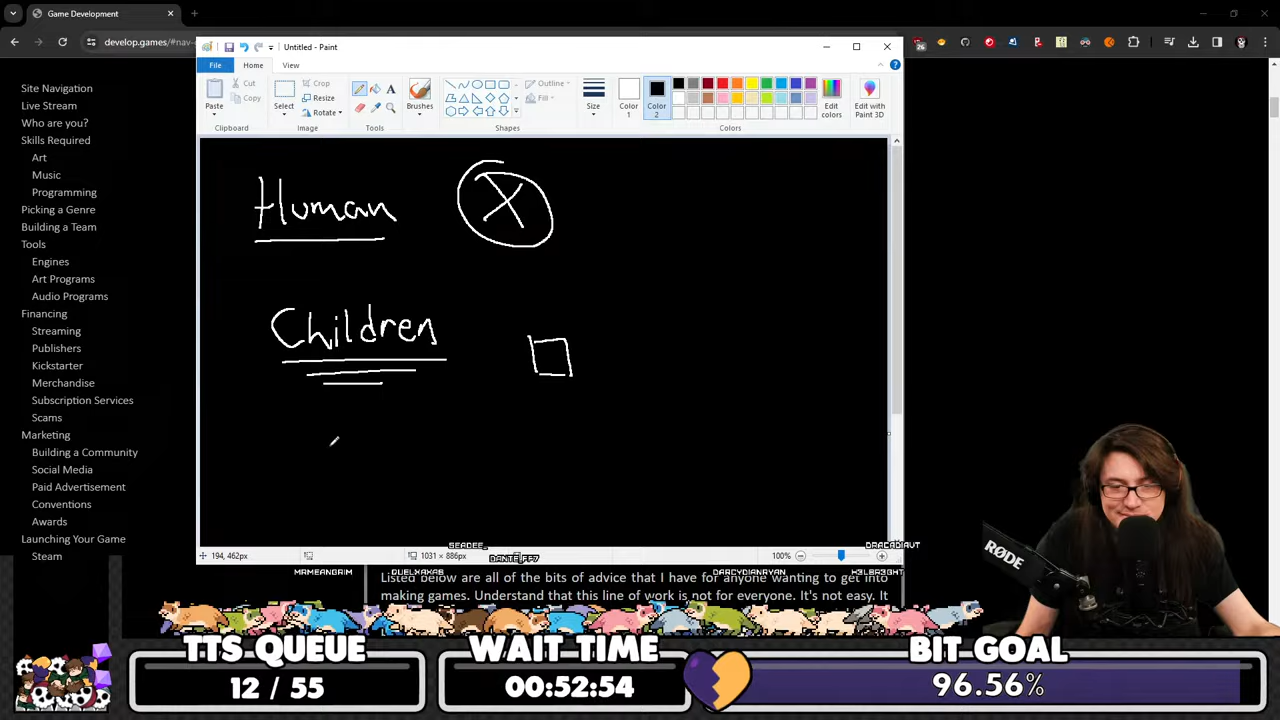 Game Development
develop.games/#nav-
Untitled - Paint
File Home View
Paste
Cut
Copy
Clipboard
Select
Crop
Resize
Rotate
Image
Tools
Brushes
Shapes
Outline
Fill
Size
Color 1
Color 2
Edit colors
Colors
Edit with Paint 3D
Site Navigation
Live Stream
Who are you?
Skills Required
Art
Music
Programming
Picking a Genre
Building a Team
Tools
Engines
Art Programs
Audio Programs
Financing
Streaming
Publishers
Kickstarter
Merchandise
Subscription Services
Scams
Marketing
Building a Community
Social Media
Paid Advertisement
Conventions
Awards
Launching Your Game
Steam
Human X
Children
194, 462px
1031 × 886px
100%
SEADEE_
DANTE_FF7
DRACADIAUT
MRMEANGRIM
DUELXAXAS
DARCYDIANRYAN
H3L8R3GHT
RØDE
Listed below are all of the bits of advice that I have for anyone wanting to get into
making games. Understand that this line of work is not for everyone. It's not easy. It
TTS QUEUE
12 / 55
WAIT TIME
00:52:54
BIT GOAL
96.56%